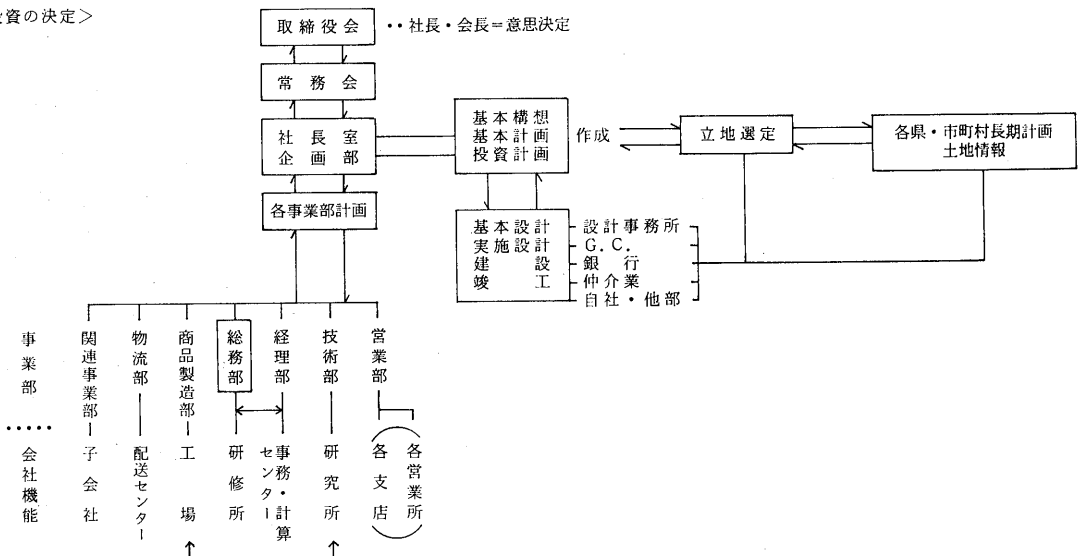 投資の決定＞
取締役会
‥社長・会長＝意思決定
常務会
社長室
企画部
基本構想
基本計画
投資計画
作成
立地選定
各県・市町村長期計画
土地情報
各事業部計画
基本設計
実施設計
建設
竣工
設計事務所
G.C.
銀行
仲介業
自社・他部
事業部
関連事業部
物流部
商品製造部
総務部
経理部
技術部
営業部
会社機能
子会社
配送センター
工場
研修所
事務・計算
センター
研究所
各支店
各営業所